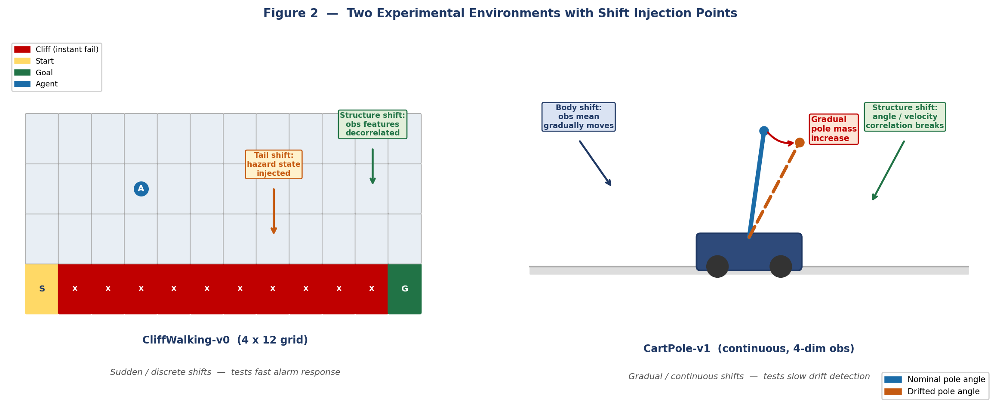 Figure 2 — Two Experimental Environments with Shift Injection Points
Cliff (instant fail)
Start
Goal
Agent
Structure shift:
obs features
decorrelated
Tail shift:
hazard state
injected
A
S X X X X X X X X X X G
CliffWalking-v0 (4 x 12 grid)
Sudden / discrete shifts — tests fast alarm response
Body shift:
obs mean
gradually moves
Gradual
pole mass
increase
Structure shift:
angle / velocity
correlation breaks
CartPole-v1 (continuous, 4-dim obs)
Gradual / continuous shifts — tests slow drift detection
Nominal pole angle
Drifted pole angle